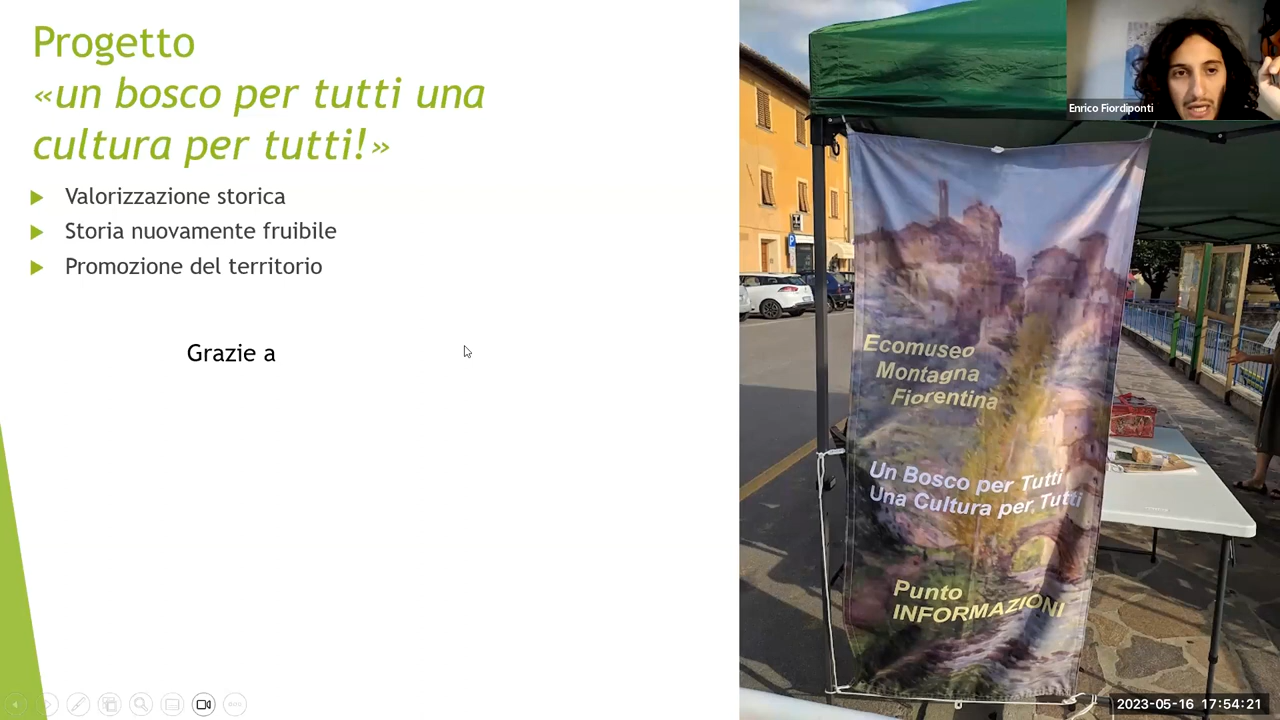 Progetto
«un bosco per tutti una
cultura per tutti!»
Valorizzazione storica
Storia nuovamente fruibile
Promozione del territorio
Grazie a
Enrico Fiordiponti
P
Ecomuseo
Montagna
Fiorentina
Un Bosco per Tutti
Una Cultura per Tutti
Punto
INFORMAZIONI
2023-05-16 17:54:21